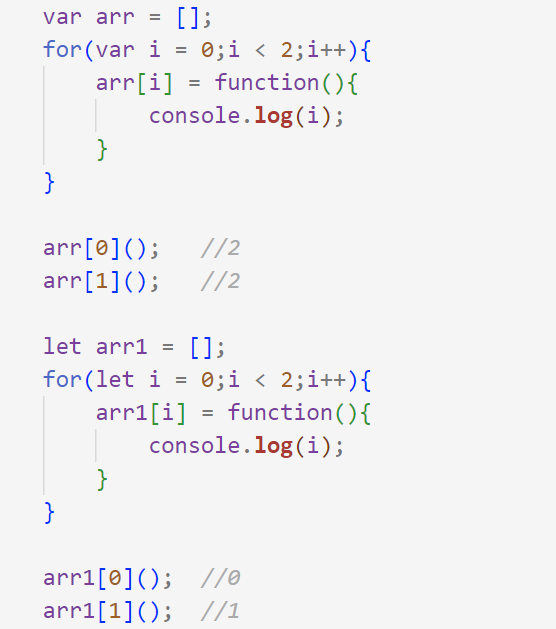 var arr = [];
for(var i = 0;i < 2;i++){
    arr[i] = function(){
        console.log(i);
    }
}

arr[0]();   //2
arr[1]();   //2

let arr1 = [];
for(let i = 0;i < 2;i++){
    arr1[i] = function(){
        console.log(i);
    }
}

arr1[0]();  //0
arr1[1]();  //1